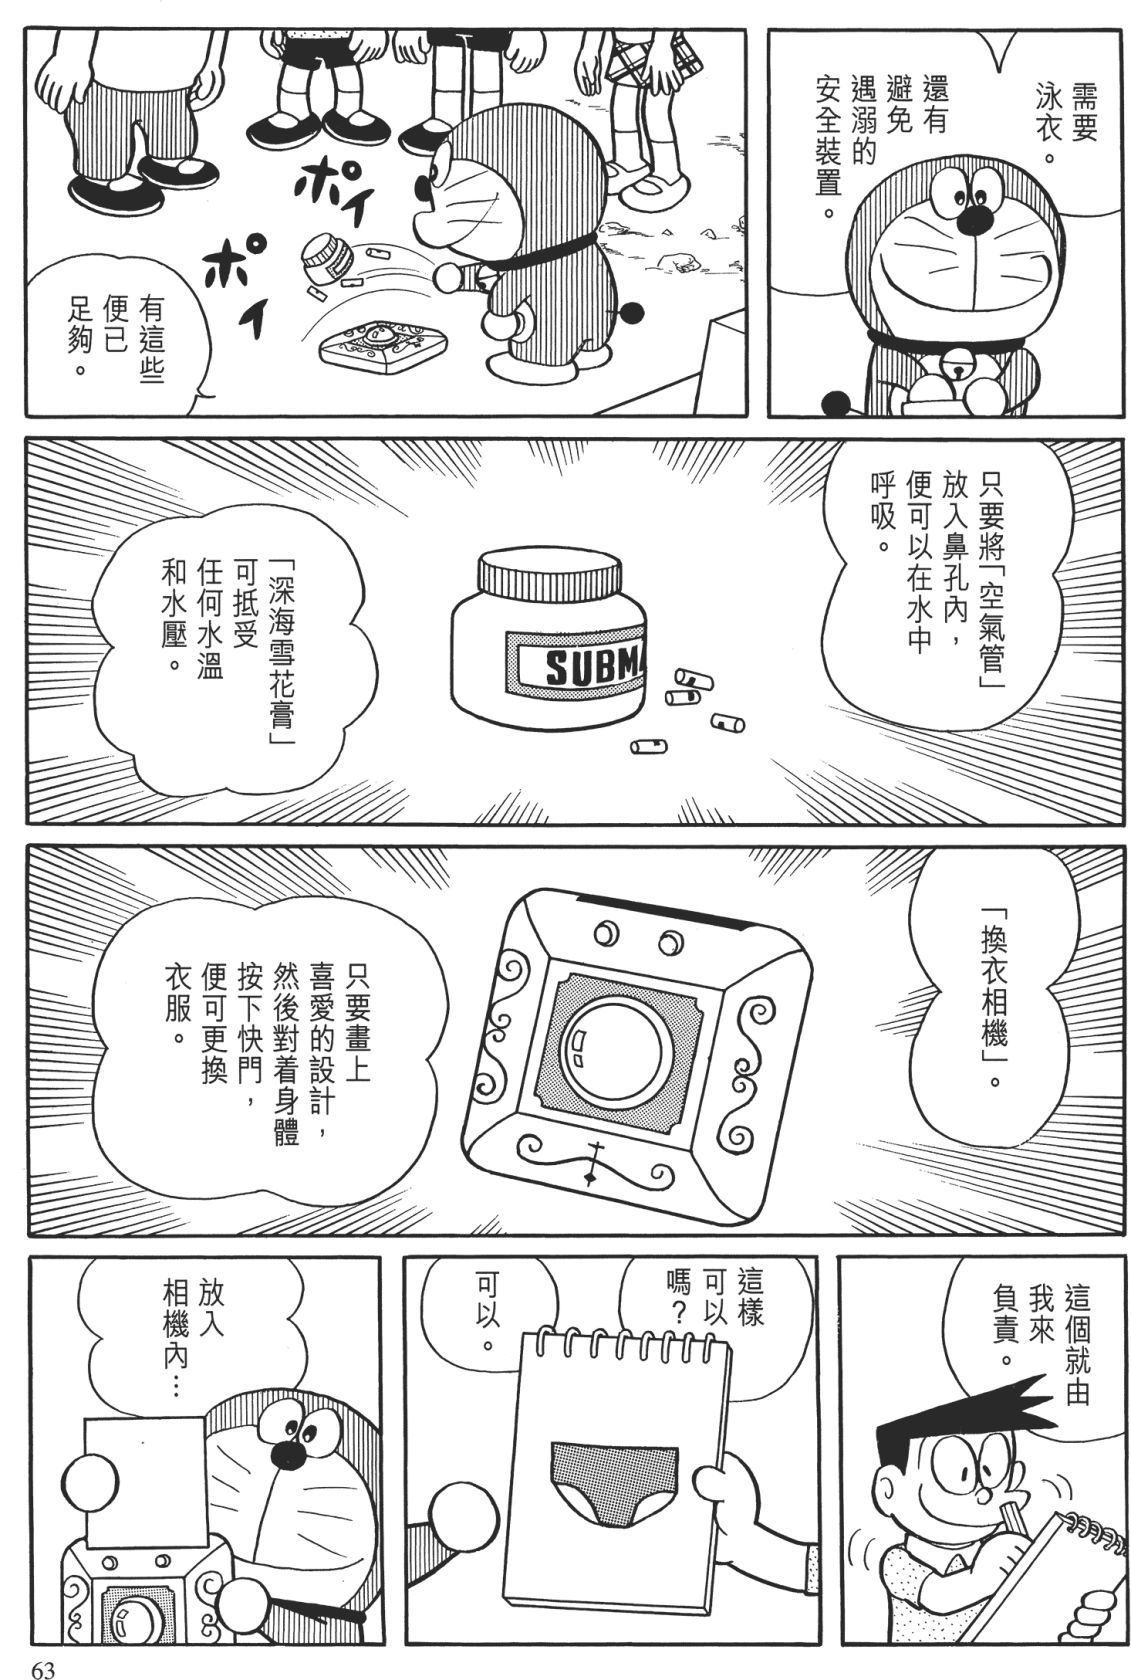 需要
泳衣。
還有
避免
遇溺的
安全裝置。
ポイ
ポイ
有這些
便已
足夠。
只要將「空氣管」
放入鼻孔內，
便可以在水中
呼吸。
SUBMA
「深海雪花膏」
可抵受
任何水溫
和水壓。
「換衣相機」。
只要畫上
喜愛的設計，
然後對着身體
按下快門，
便可更換
衣服。
這個就由
我來
負責。
這樣
可以
嗎？
可以。
放入
相機內…
63